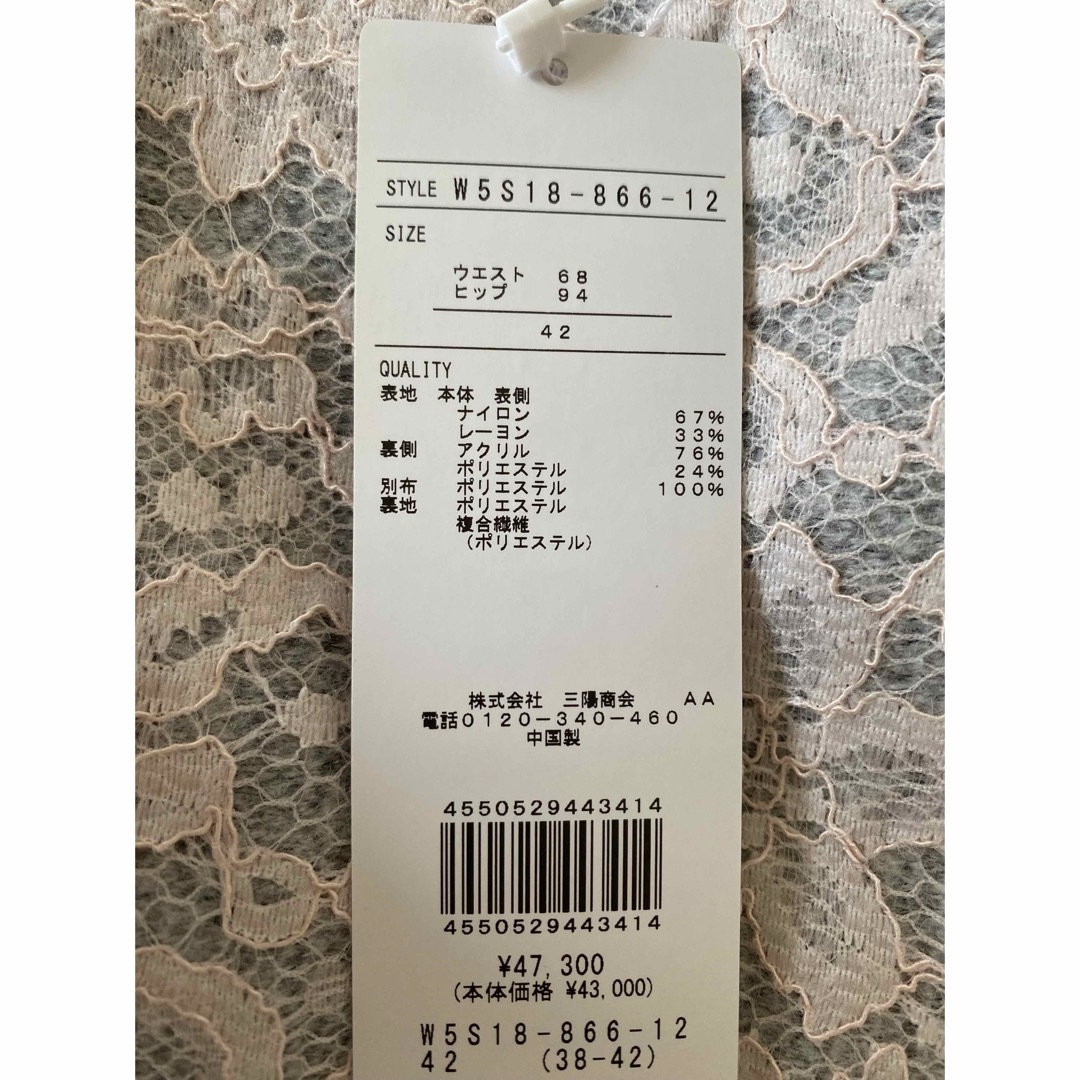 STYLE W5S18-866-12
SIZE
ウエスト 68
ヒップ 94
42
QUALITY
表地 本体 表側
ナイロン 67%
レーヨン 33%
裏側 アクリル 76%
ポリエステル 24%
別布 ポリエステル 100%
裏地 ポリエステル
複合繊維
(ポリエステル)
株式会社 三陽商会 AA
電話0120-340-460
中国製
4550529443414
4550529443414
¥47,300
(本体価格 ¥43,000)
W5S18-866-12
42 (38-42)